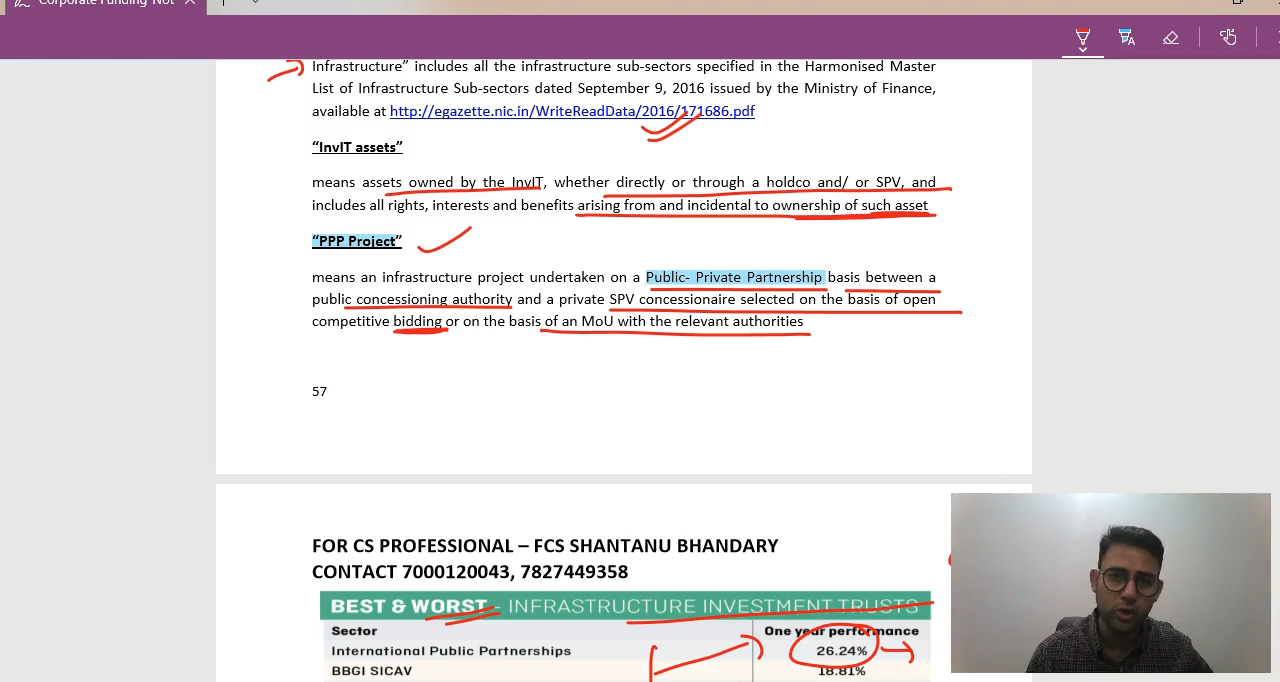 Corporate Funding-Not
Infrastructure” includes all the infrastructure sub-sectors specified in the Harmonised Master
List of Infrastructure Sub-sectors dated September 9, 2016 issued by the Ministry of Finance,
available at http://egazette.nic.in/WriteReadData/2016/171686.pdf
“InvIT assets”
means assets owned by the InvIT, whether directly or through a holdco and/ or SPV, and
includes all rights, interests and benefits arising from and incidental to ownership of such asset
“PPP Project”
means an infrastructure project undertaken on a Public- Private Partnership basis between a
public concessioning authority and a private SPV concessionaire selected on the basis of open
competitive bidding or on the basis of an MoU with the relevant authorities
57
FOR CS PROFESSIONAL – FCS SHANTANU BHANDARY
CONTACT 7000120043, 7827449358
BEST & WORST - INFRASTRUCTURE INVESTMENT TRUSTS
Sector One year performance
International Public Partnerships 26.24%
BBGI SICAV 18.81%